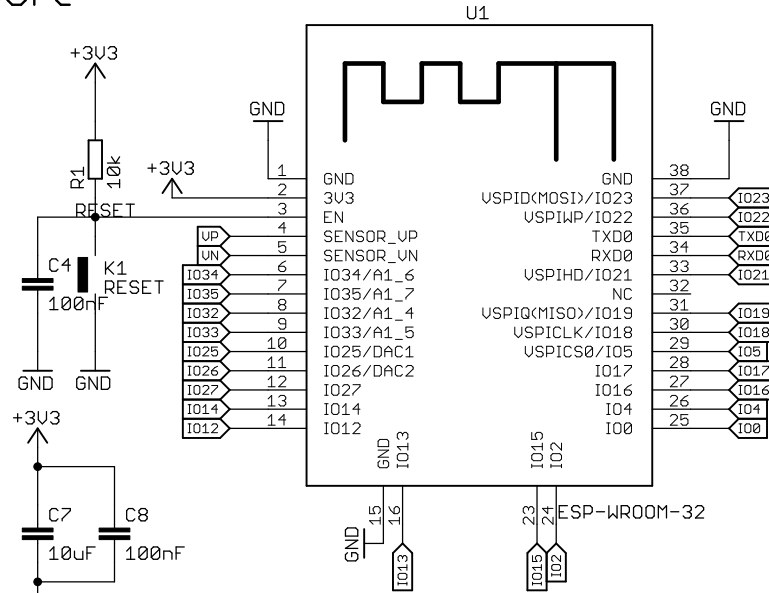 U1
+3V3
GND
GND
R1
10k
+3V3
RESET
1 GND
2 3V3
3 EN
4 SENSOR_VP
5 SENSOR_VN
6 IO34/A1_6
7 IO35/A1_7
8 IO32/A1_4
9 IO33/A1_5
10 IO25/DAC1
11 IO26/DAC2
12 IO27
13 IO14
14 IO12
VP
VN
IO34
IO35
IO32
IO33
IO25
IO26
IO27
IO14
IO12
GND 38
VSPID(MOSI)/IO23 37
VSPIWP/IO22 36
TXD0 35
RXD0 34
VSPIHD/IO21 33
NC 32
VSPIQ(MISO)/IO19 31
VSPICLK/IO18 30
VSPICS0/IO5 29
IO17 28
IO16 27
IO4 26
IO0 25
IO23
IO22
TXD0
RXD0
IO21
IO19
IO18
IO5
IO17
IO16
IO4
IO0
C4
100nF
K1
RESET
GND
GND
+3V3
C7
10uF
C8
100nF
GND
IO13
IO15
IO2
15
16
23
24
ESP-WROOM-32
GND
IO13
IO15
IO2